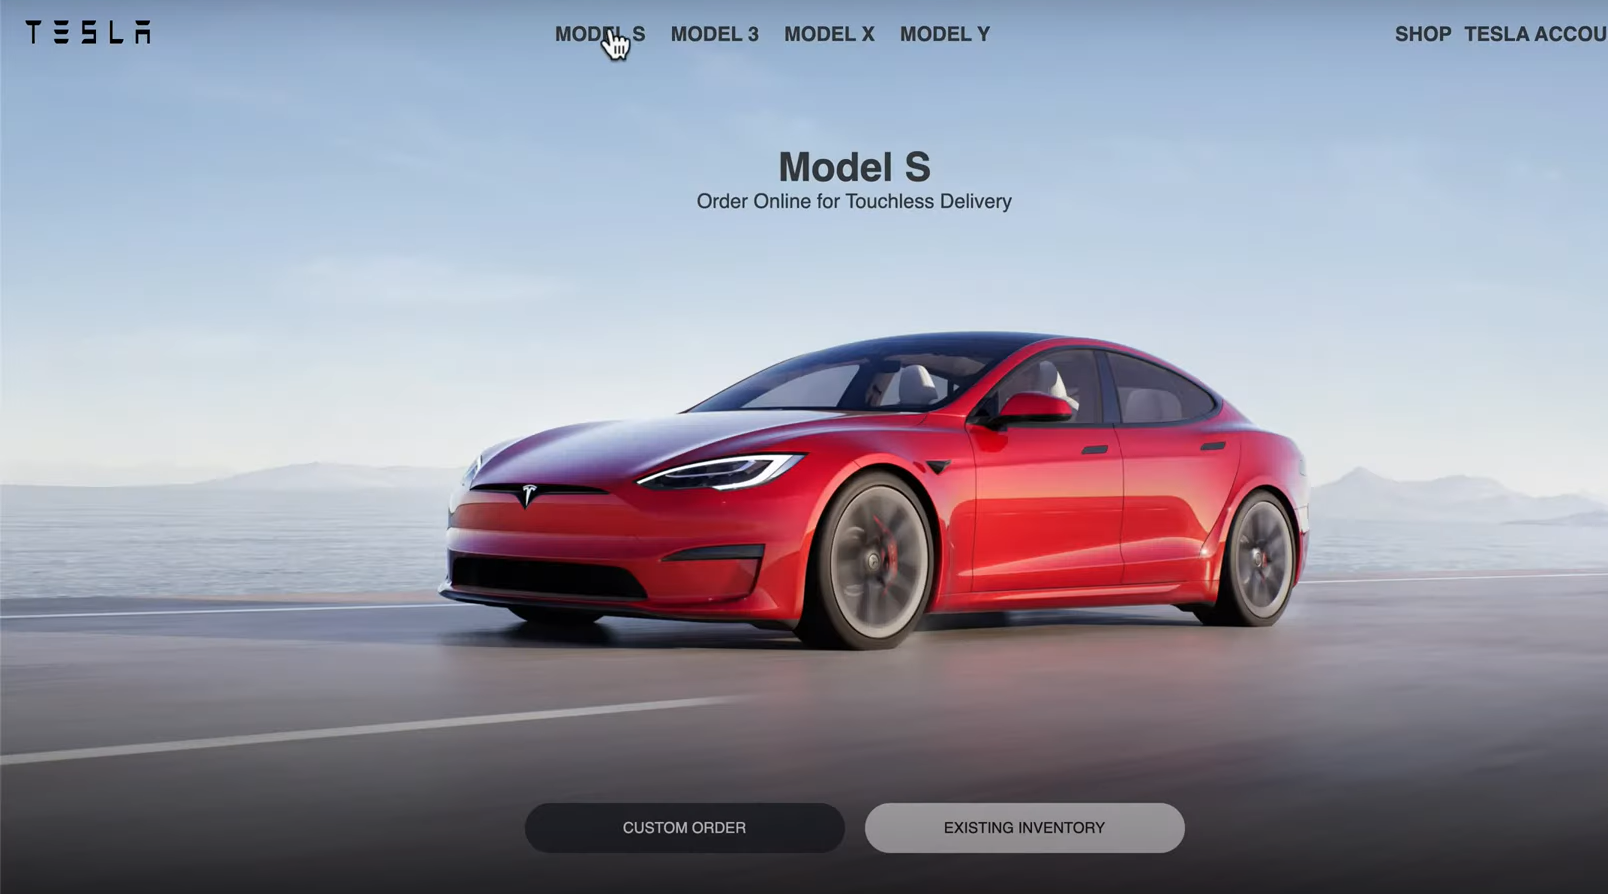 TESLA
MODEL S MODEL 3 MODEL X MODEL Y
SHOP TESLA ACCOU
Model S
Order Online for Touchless Delivery
CUSTOM ORDER
EXISTING INVENTORY